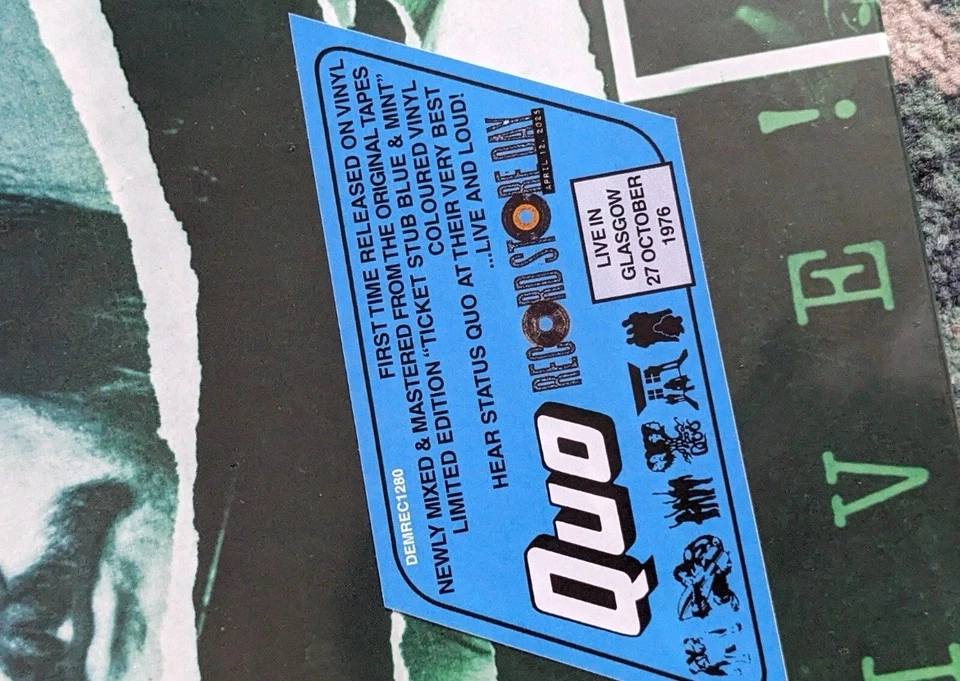 DEMREC1280
FIRST TIME RELEASED ON VINYL
NEWLY MIXED & MASTERED FROM THE ORIGINAL TAPES
LIMITED EDITION “TICKET STUB BLUE & MINT”
COLOURED VINYL
HEAR STATUS QUO AT THEIR VERY BEST
...LIVE AND LOUD!
Quo
RECORD STORE DAY
APRIL 12, 2025
LIVE IN
GLASGOW
27 OCTOBER
1976
IVE!